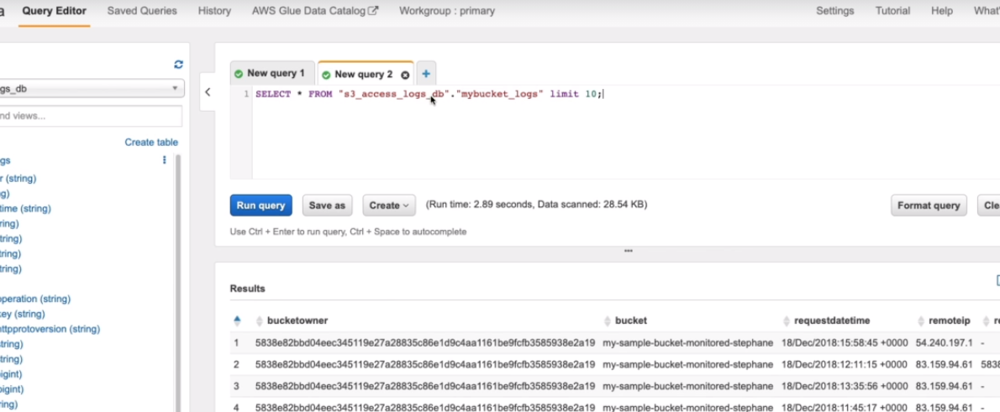 a Query Editor Saved Queries History AWS Glue Data Catalog Workgroup : primary Settings Tutorial Help What'
gs_db
nd views...
Create table
gs
r (string)
ng)
time (string)
ring)
tring)
tring)
tring)
operation (string)
key (string)
httpprotoversion (string)
string)
tring)
bigint)
bigint)
ng)
New query 1 New query 2 +
1 SELECT * FROM "s3_access_logs_db"."mybucket_logs" limit 10;
Run query Save as Create (Run time: 2.89 seconds, Data scanned: 28.54 KB) Format query Cle
Use Ctrl + Enter to run query, Ctrl + Space to autocomplete
Results
bucketowner bucket requestdatetime remoteip re
1 5838e82bbd04eec345119e27a28835c86e1d9c4aa1161be9fcfb3585938e2a19 my-sample-bucket-monitored-stephane 18/Dec/2018:15:58:45 +0000 54.240.197.1 -
2 5838e82bbd04eec345119e27a28835c86e1d9c4aa1161be9fcfb3585938e2a19 my-sample-bucket-monitored-stephane 18/Dec/2018:12:11:15 +0000 83.159.94.61 5838
3 5838e82bbd04eec345119e27a28835c86e1d9c4aa1161be9fcfb3585938e2a19 my-sample-bucket-monitored-stephane 18/Dec/2018:13:35:56 +0000 83.159.94.61 -
4 5838e82bbd04eec345119e27a28835c86e1d9c4aa1161be9fcfb3585938e2a19 my-sample-bucket-monitored-stephane 18/Dec/2018:11:45:17 +0000 83.159.94.61 -